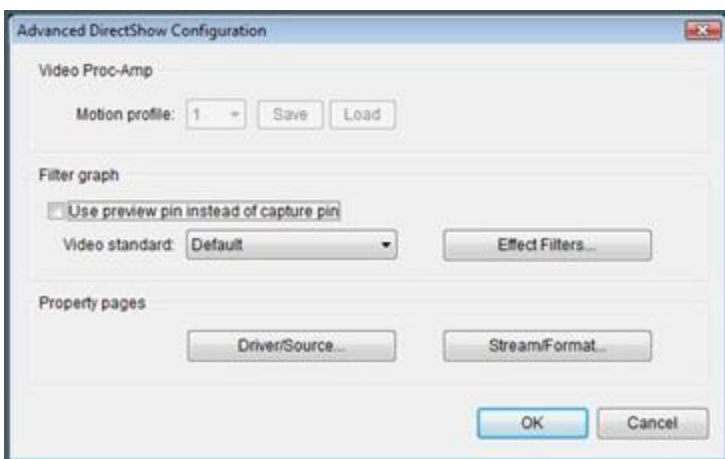 Advanced DirectShow Configuration
Video Proc-Amp
Motion profile: 1 Save Load
Filter graph
Use preview pin instead of capture pin
Video standard: Default Effect Filters...
Property pages
Driver/Source... Stream/Format...
OK Cancel